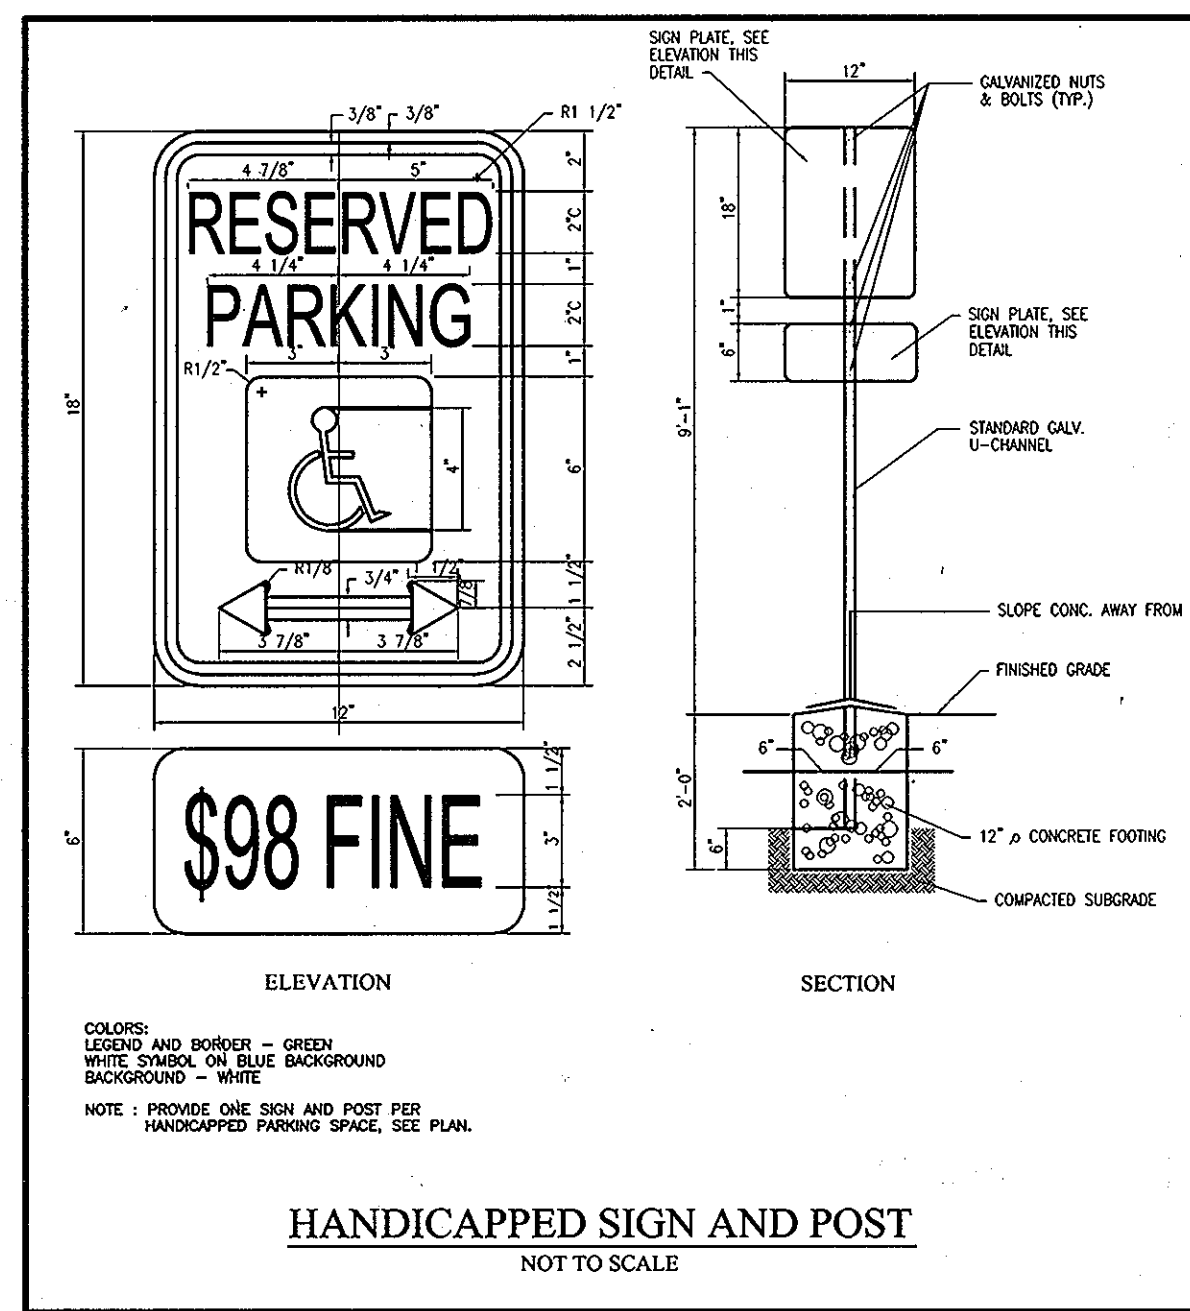 SIGN PLATE, SEE
ELEVATION THIS
DETAIL
12"
GALVANIZED NUTS
& BOLTS (TYP.)
3/8" 3/8"
R1 1/2"
4 7/8" 5"
2"
RESERVED
2"C
4 1/4" 4 1/4"
1"
PARKING
2"C
3" 3"
1"
R1/2"
18"
4"
6"
R1/8"
3/4"
1 1/2"
7/8"
1 1/2"
3 7/8" 3 7/8"
2 1/2"
12"
18"
1"
6"
SIGN PLATE, SEE
ELEVATION THIS
DETAIL
9'-1"
STANDARD GALV.
U-CHANNEL
SLOPE CONC. AWAY FROM
FINISHED GRADE
6" 6"
2'-0"
6"
12" ⌀ CONCRETE FOOTING
COMPACTED SUBGRADE
1 1/2"
6"
$98 FINE
3"
1 1/2"
ELEVATION
SECTION
COLORS:
LEGEND AND BORDER - GREEN
WHITE SYMBOL ON BLUE BACKGROUND
BACKGROUND - WHITE
NOTE : PROVIDE ONE SIGN AND POST PER
HANDICAPPED PARKING SPACE, SEE PLAN.
HANDICAPPED SIGN AND POST
NOT TO SCALE